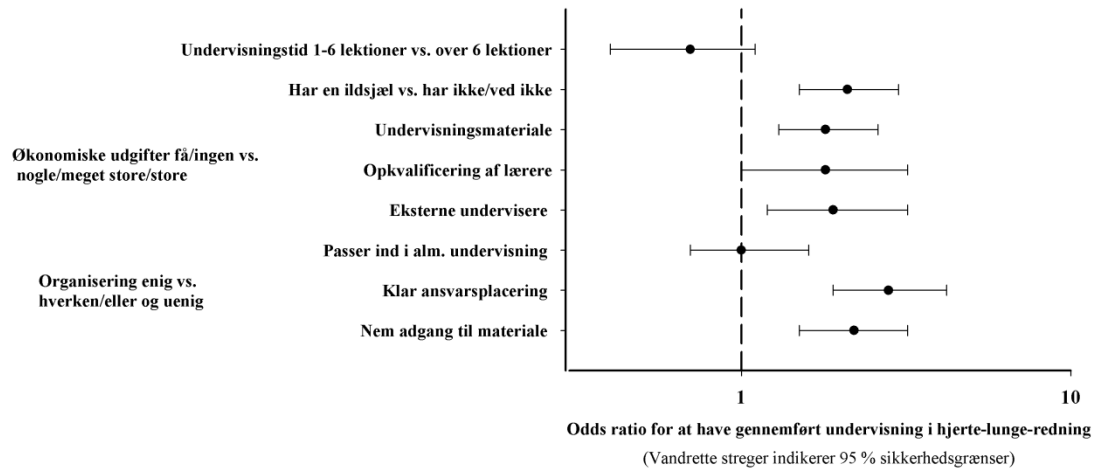 Undervisningstid 1-6 lektioner vs. over 6 lektioner
Har en ildsjæl vs. har ikke/ved ikke
Økonomiske udgifter få/ingen vs.
nogle/meget store/store
Undervisningsmateriale
Opkvalificering af lærere
Eksterne undervisere
Organisering enig vs.
hverken/eller og uenig
Passer ind i alm. undervisning
Klar ansvarsplacering
Nem adgang til materiale
1
10
Odds ratio for at have gennemført undervisning i hjerte-lunge-redning
(Vandrette streger indikerer 95 % sikkerhedsgrænser)